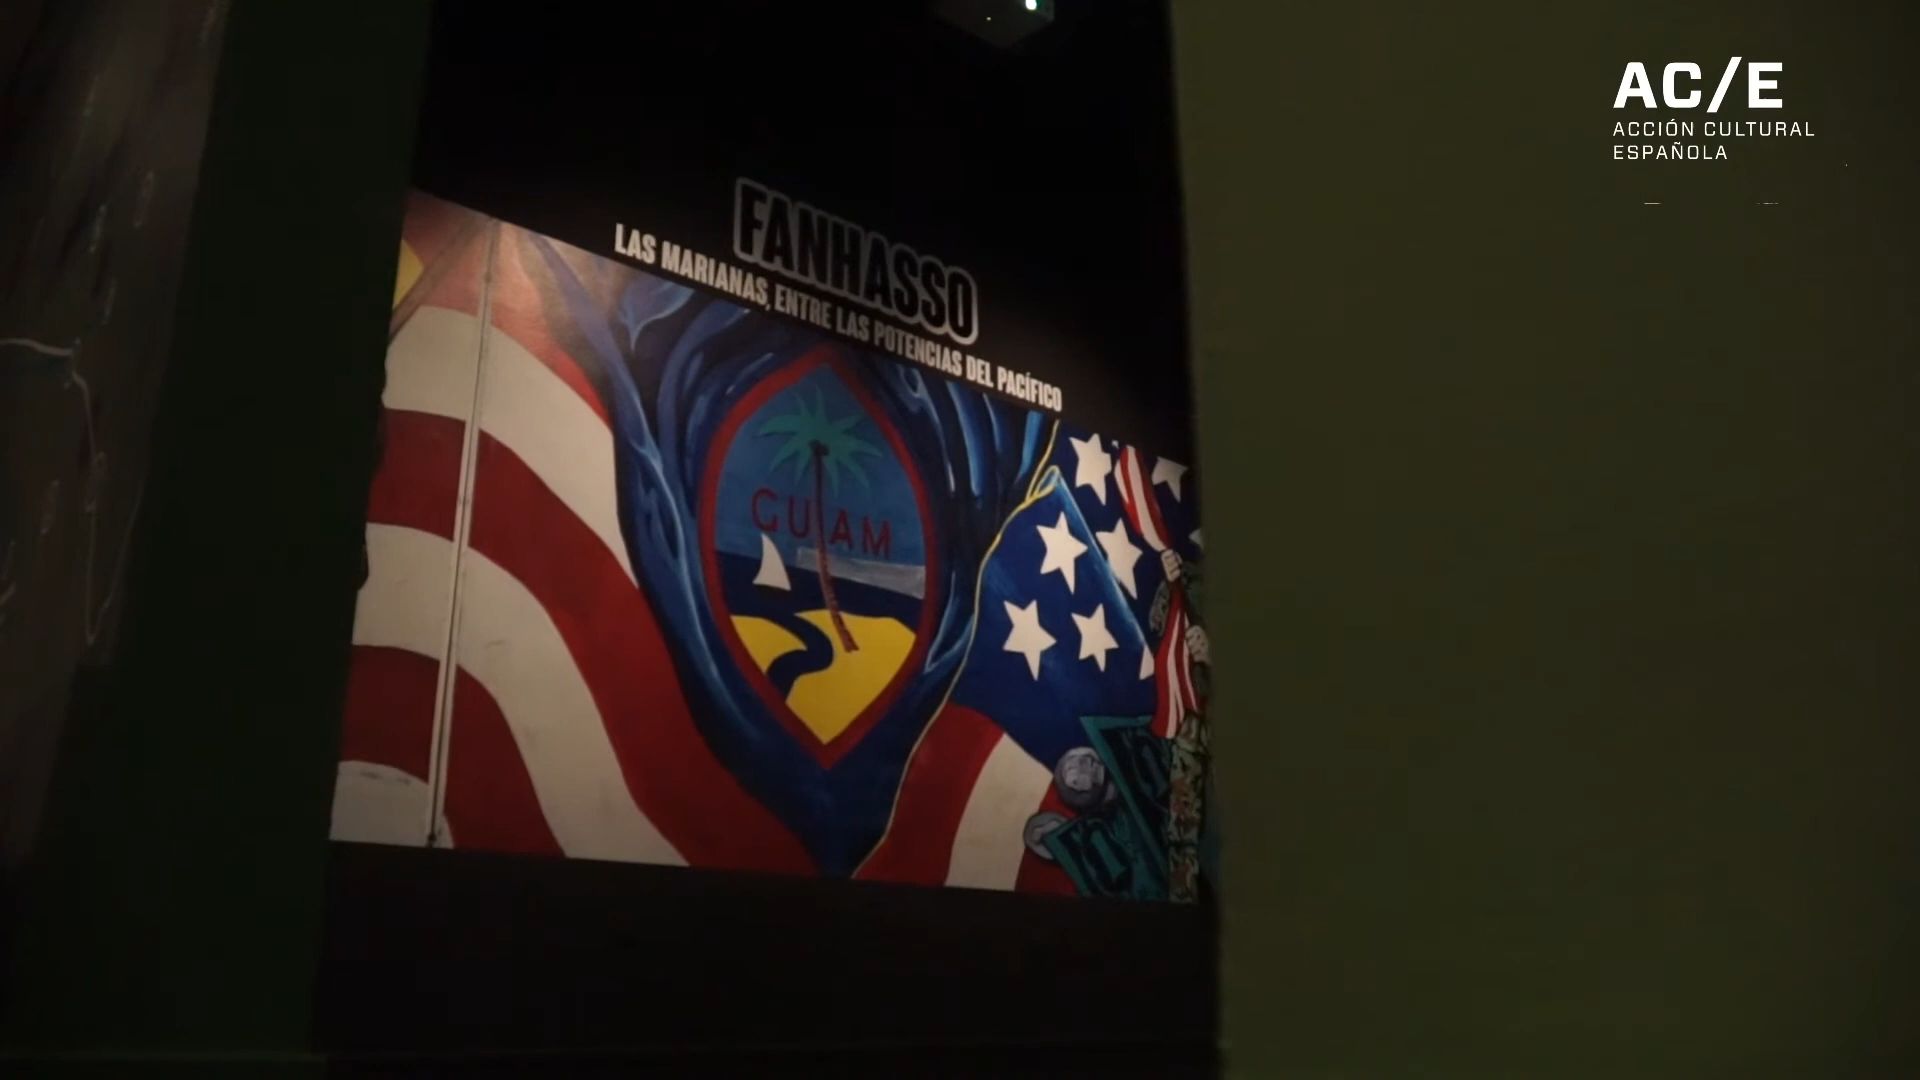 AC/E
ACCIÓN CULTURAL
ESPAÑOLA
FANHASSO
LAS MARIANAS, ENTRE LAS POTENCIAS DEL PACÍFICO
GUAM